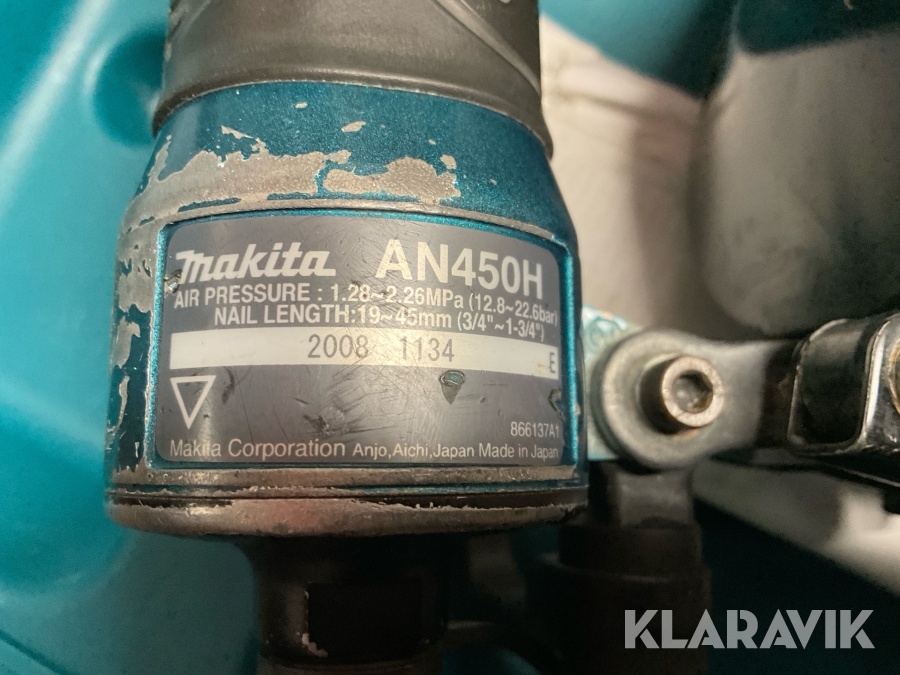 makita AN450H
AIR PRESSURE : 1.28~2.26MPa (12.8~22.6bar)
NAIL LENGTH:19~45mm (3/4"~1-3/4")
2008 1134 E
866137A1
Makita Corporation Anjo,Aichi,Japan Made in Japan
KLARAVIK